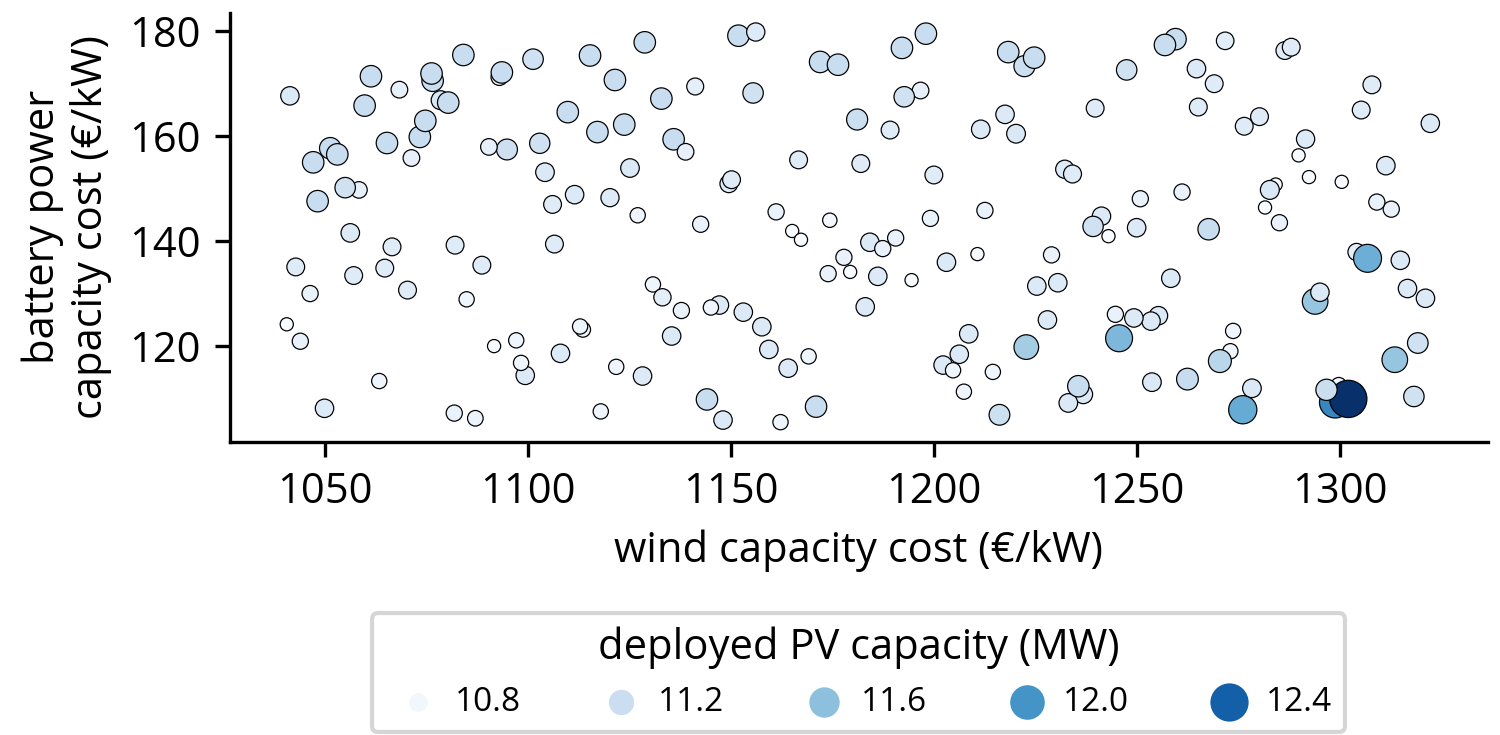 battery power
capacity cost (€/kW)
180
160
140
120
1050 1100 1150 1200 1250 1300
wind capacity cost (€/kW)
deployed PV capacity (MW)
10.8 11.2 11.6 12.0 12.4